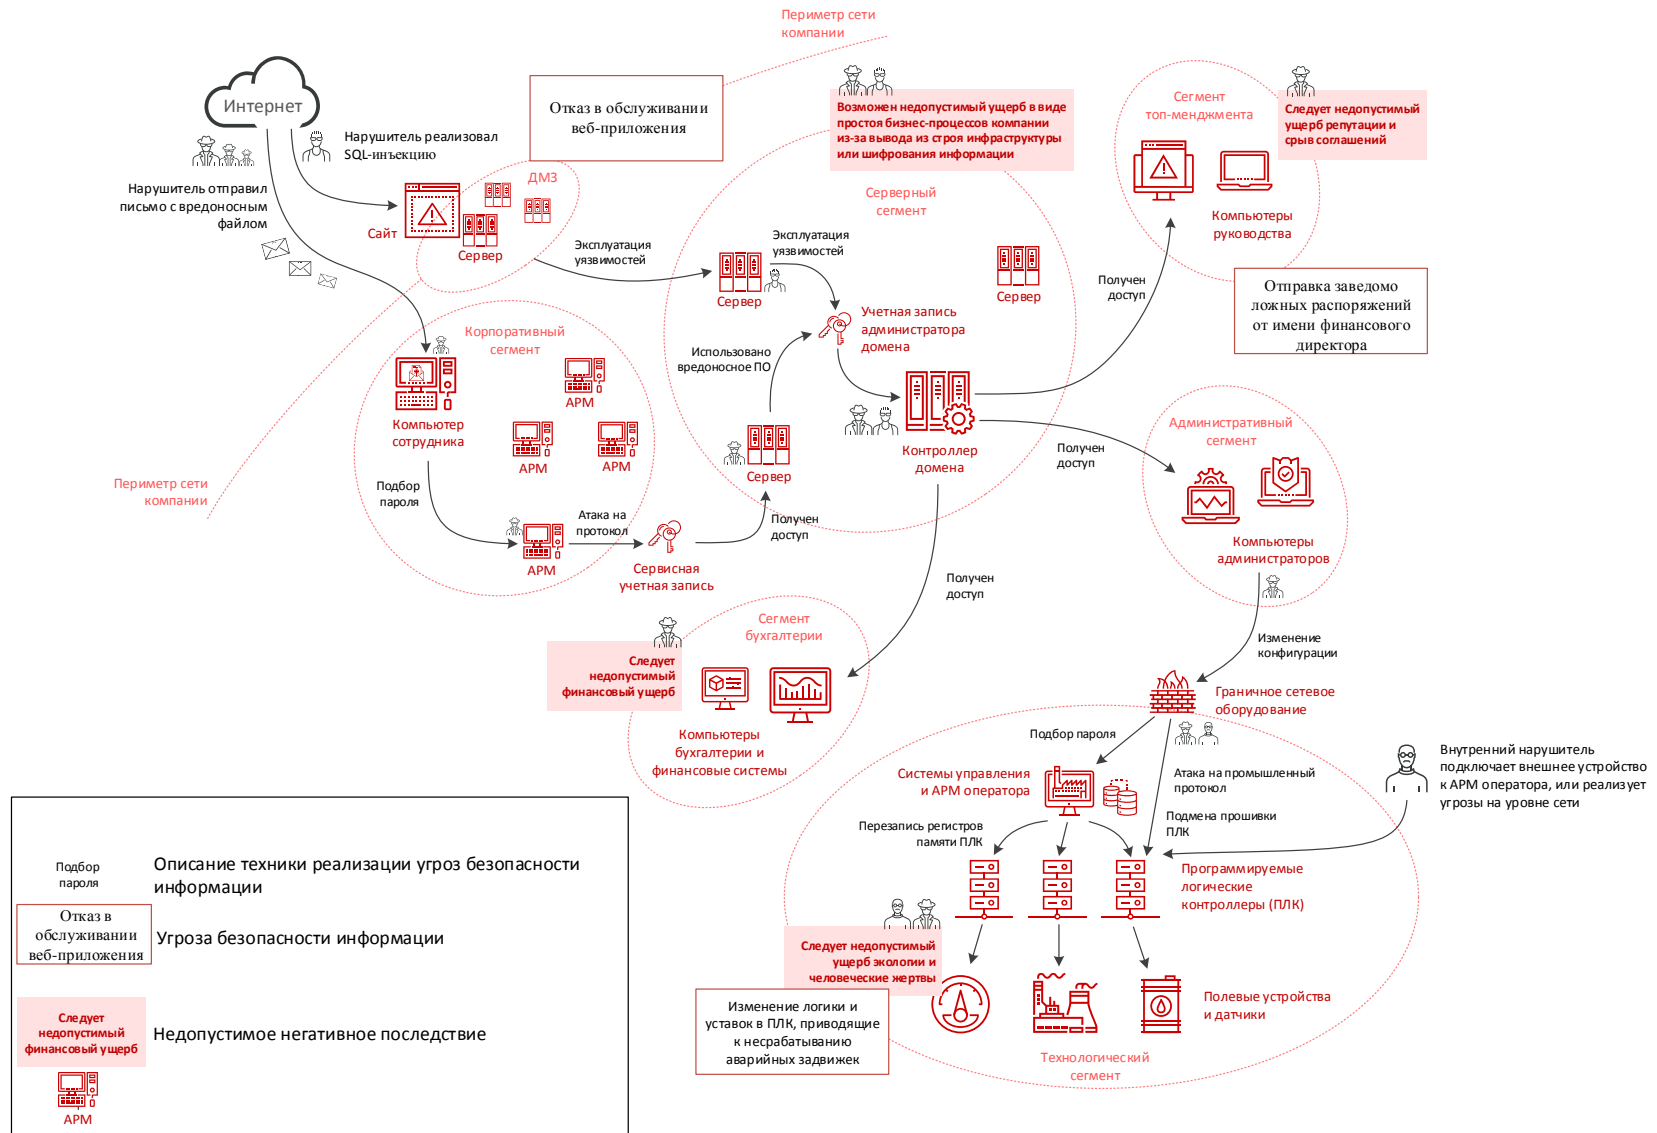 Периметр сети
компании
Интернет
Нарушитель реализовал
SQL-инъекцию
Нарушитель отправил
письмо с вредоносным
файлом
Отказ в обслуживании
веб-приложения
ДМЗ
Сайт
Сервер
Эксплуатация
уязвимостей
Возможен недопустимый ущерб в виде
простоя бизнес-процессов компании
из-за вывода из строя инфраструктуры
или шифрования информации
Серверный
сегмент
Эксплуатация
уязвимостей
Сервер
Сервер
Учетная запись
администратора
домена
Использовано
вредоносное ПО
Сервер
Контроллер
домена
Сегмент
топ-менджмента
Следует недопустимый
ущерб репутации и
срыв соглашений
Компьютеры
руководства
Получен
доступ
Отправка заведомо
ложных распоряжений
от имени финансового
директора
Корпоративный
сегмент
Компьютер
сотрудника
АРМ
АРМ
АРМ
Периметр сети
компании
Подбор
пароля
АРМ
Атака на
протокол
Сервисная
учетная запись
Получен
доступ
Получен
доступ
Административный
сегмент
Компьютеры
администраторов
Получен
доступ
Сегмент
бухгалтерии
Следует
недопустимый
финансовый ущерб
Компьютеры
бухгалтерии и
финансовые системы
Изменение
конфигурации
Граничное сетевое
оборудование
Подбор пароля
Системы управления
и АРМ оператора
Атака на промышленный
протокол
Внутренний нарушитель
подключает внешнее устройство
к АРМ оператора, или реализует
угрозы на уровне сети
Перезапись регистров
памяти ПЛК
Подмена прошивки
ПЛК
Программируемые
логические
контроллеры (ПЛК)
Следует недопустимый
ущерб экологии и
человеческие жертвы
Изменение логики и
уставок в ПЛК, приводящие
к несрабатыванию
аварийных задвижек
Полевые устройства
и датчики
Технологический
сегмент
Подбор
пароля
Описание техники реализации угроз безопасности
информации
Отказ в
обслуживании
веб-приложения
Угроза безопасности информации
Следует
недопустимый
финансовый ущерб
Недопустимое негативное последствие
АРМ